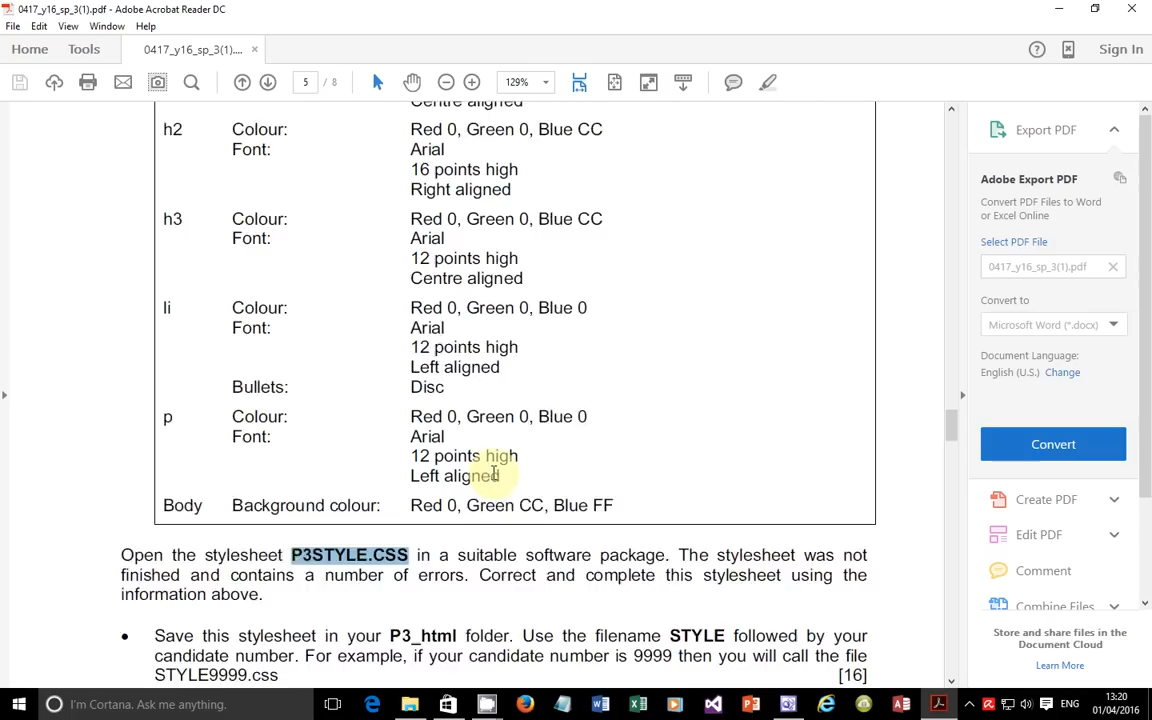 0417_y16_sp_3(1).pdf - Adobe Acrobat Reader DC
File Edit View Window Help
Home Tools 0417_y16_sp_3(1).... × Sign In
5 / 8 129%
Centre aligned
h2 Colour: Red 0, Green 0, Blue CC
Font: Arial
16 points high
Right aligned
h3 Colour: Red 0, Green 0, Blue CC
Font: Arial
12 points high
Centre aligned
li Colour: Red 0, Green 0, Blue 0
Font: Arial
12 points high
Left aligned
Bullets: Disc
p Colour: Red 0, Green 0, Blue 0
Font: Arial
12 points high
Left aligned
Body Background colour: Red 0, Green CC, Blue FF
Open the stylesheet P3STYLE.CSS in a suitable software package. The stylesheet was not
finished and contains a number of errors. Correct and complete this stylesheet using the
information above.
• Save this stylesheet in your P3_html folder. Use the filename STYLE followed by your
candidate number. For example, if your candidate number is 9999 then you will call the file
STYLE9999.css [16]
Export PDF
Adobe Export PDF
Convert PDF Files to Word
or Excel Online
Select PDF File
0417_y16_sp_3(1).pdf
Convert to
Microsoft Word (*.docx)
Document Language:
English (U.S.) Change
Convert
Create PDF
Edit PDF
Comment
Combine Files
Store and share files in the
Document Cloud
Learn More
I'm Cortana. Ask me anything.
ENG
13:20
01/04/2016